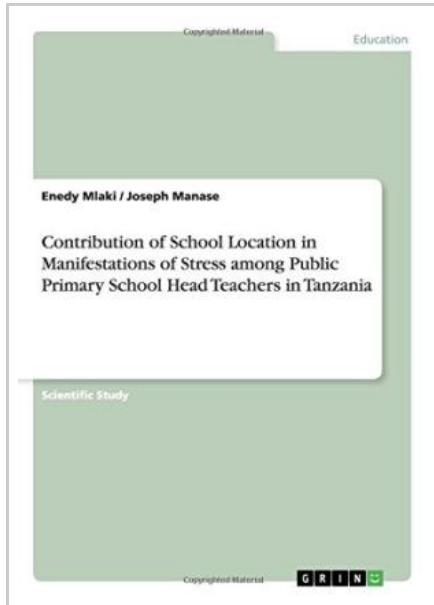 Copyrighted Material
Education
Enedy Mlaki / Joseph Manase
Contribution of School Location in
Manifestations of Stress among Public
Primary School Head Teachers in Tanzania
Scientific Study
Copyrighted Material
GRIN